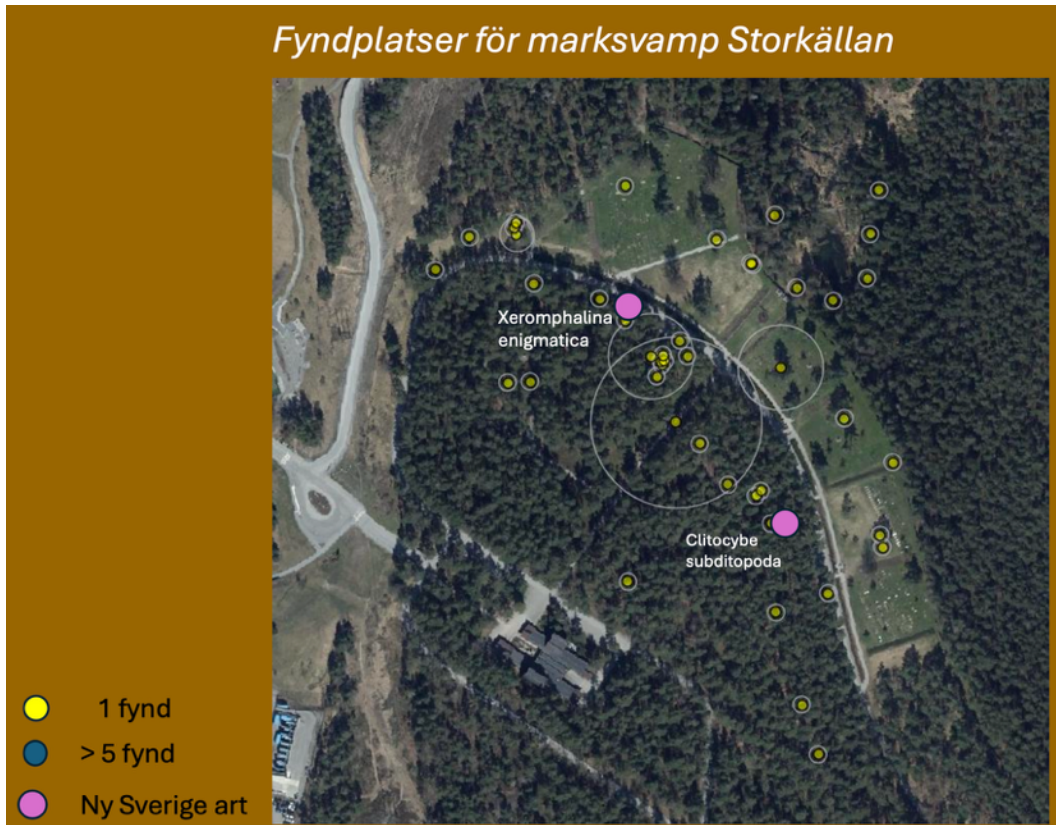 Fyndplatser för marksvamp Storkällan
Xeromphalina
enigmatica
Clitocybe
subditopoda
1 fynd
> 5 fynd
Ny Sverige art